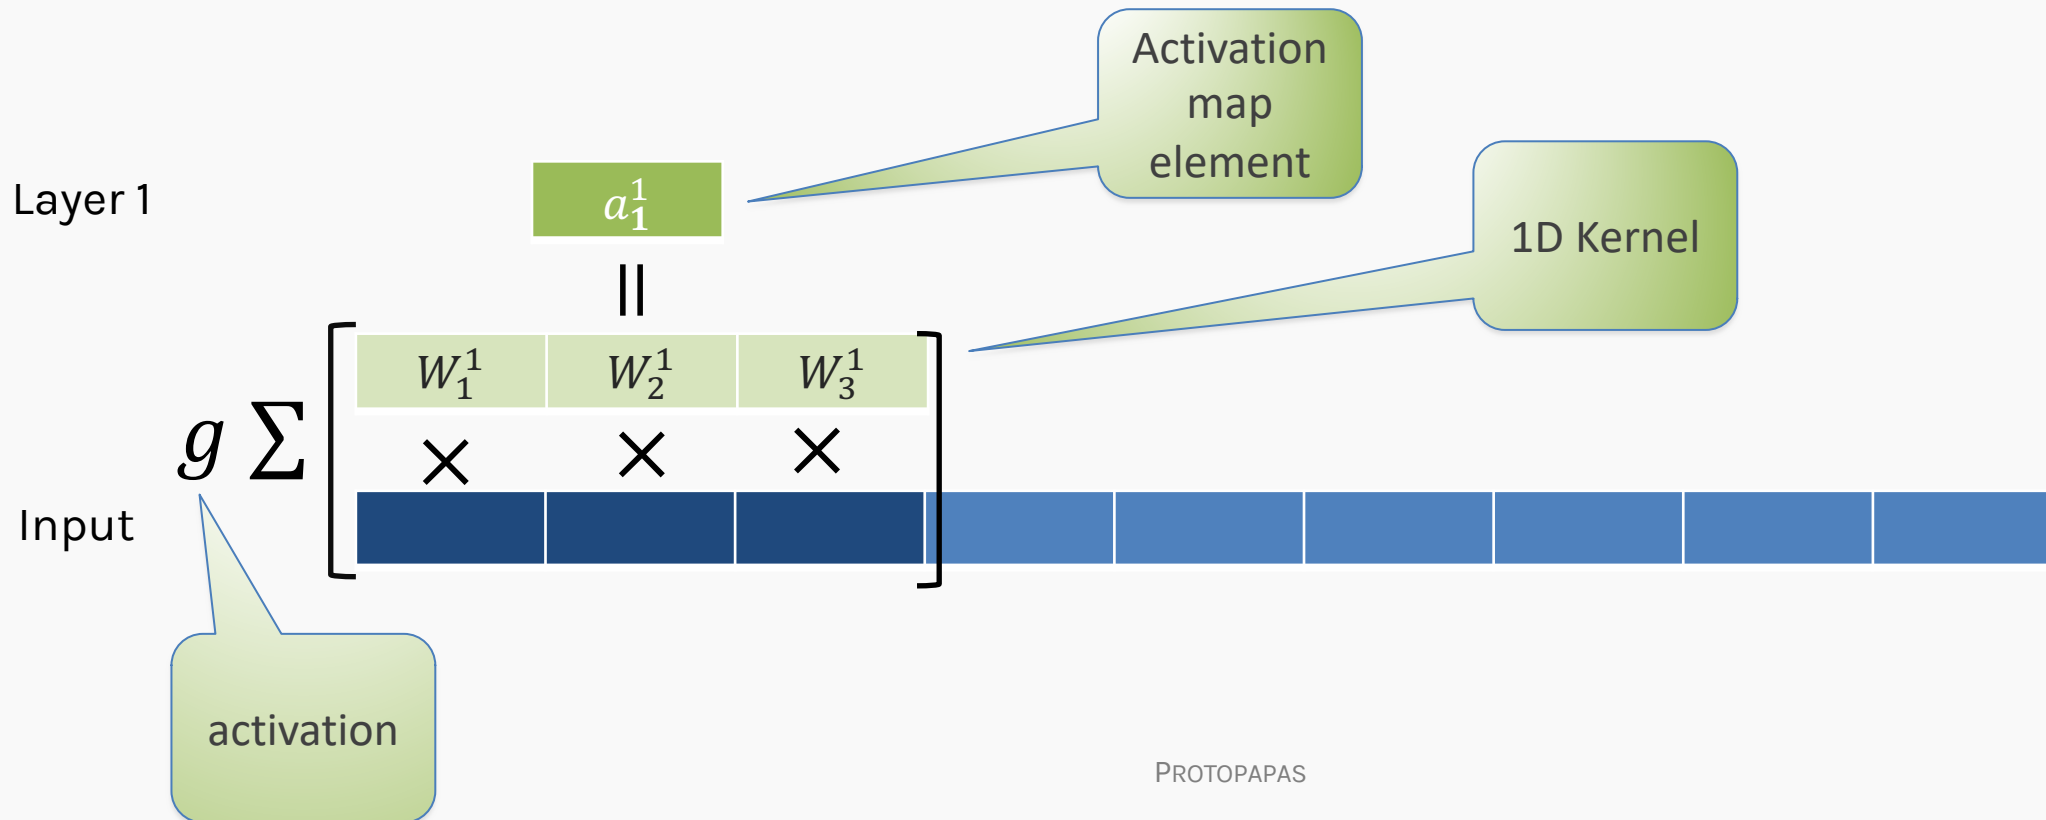 Activation
map
element
Layer 1
a₁¹
1D Kernel
=
W₁¹ W₂¹ W₃¹
g ∑ [ × × × ]
Input
activation
PROTOPAPAS